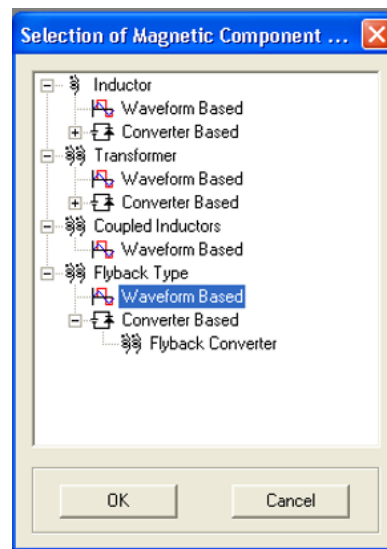 Selection of Magnetic Component ...
Inductor
Waveform Based
Converter Based
Transformer
Waveform Based
Converter Based
Coupled Inductors
Waveform Based
Flyback Type
Waveform Based
Converter Based
Flyback Converter
OK Cancel